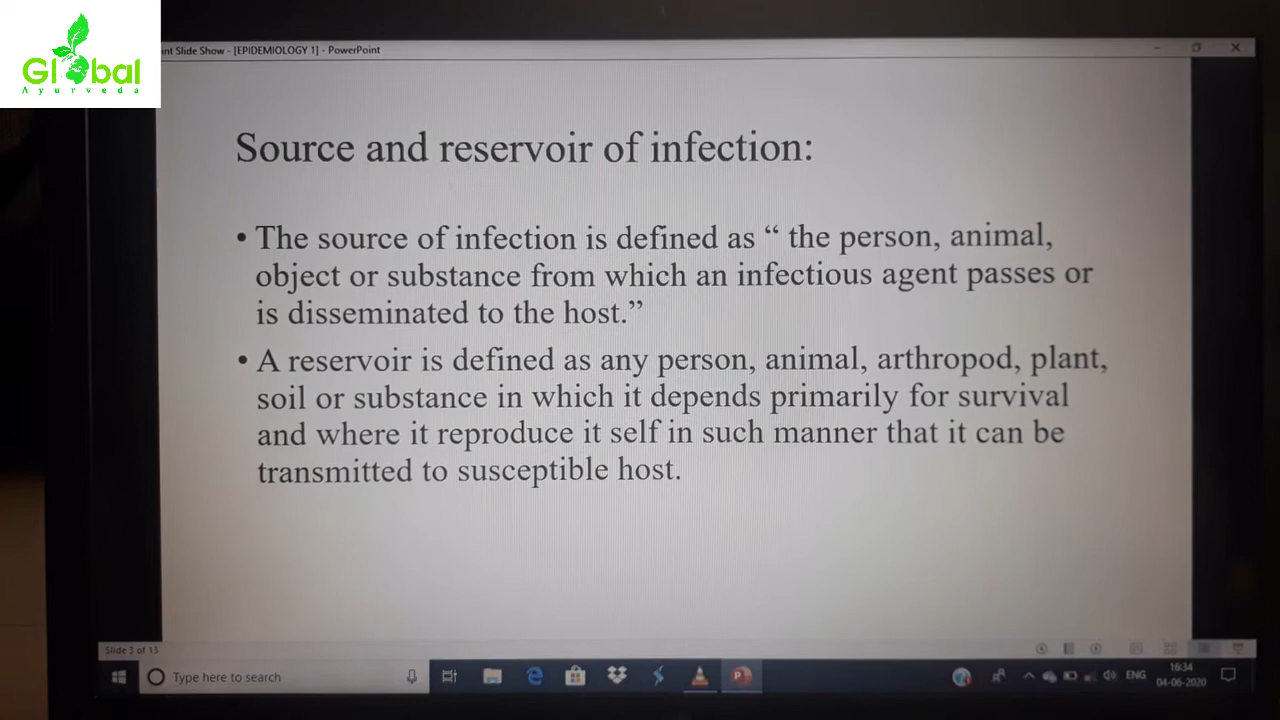 Global
Ayurveda
int Slide Show - [EPIDEMIOLOGY 1] - PowerPoint
Source and reservoir of infection:
• The source of infection is defined as “ the person, animal,
object or substance from which an infectious agent passes or
is disseminated to the host.”
• A reservoir is defined as any person, animal, arthropod, plant,
soil or substance in which it depends primarily for survival
and where it reproduce it self in such manner that it can be
transmitted to susceptible host.
Slide 3 of 13
Type here to search
ENG
16:34
04-06-2020